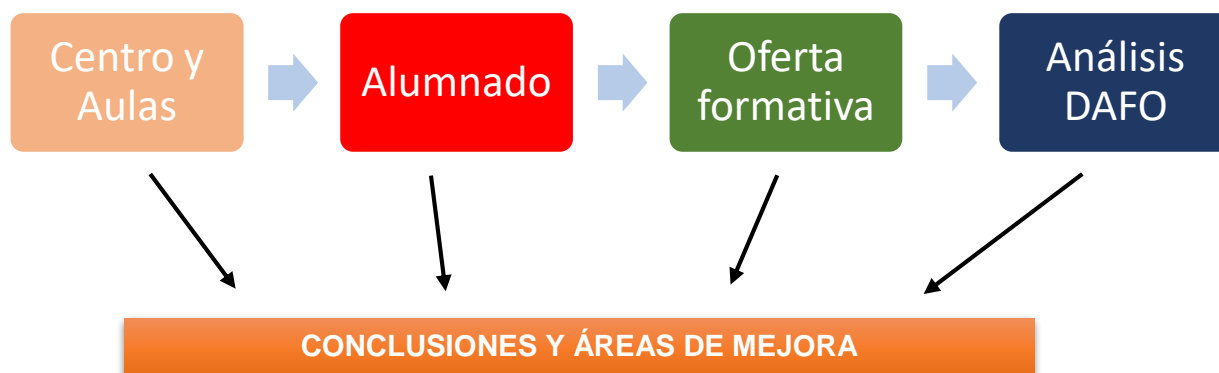 Centro y
Aulas
Alumnado
Oferta
formativa
Análisis
DAFO
CONCLUSIONES Y ÁREAS DE MEJORA